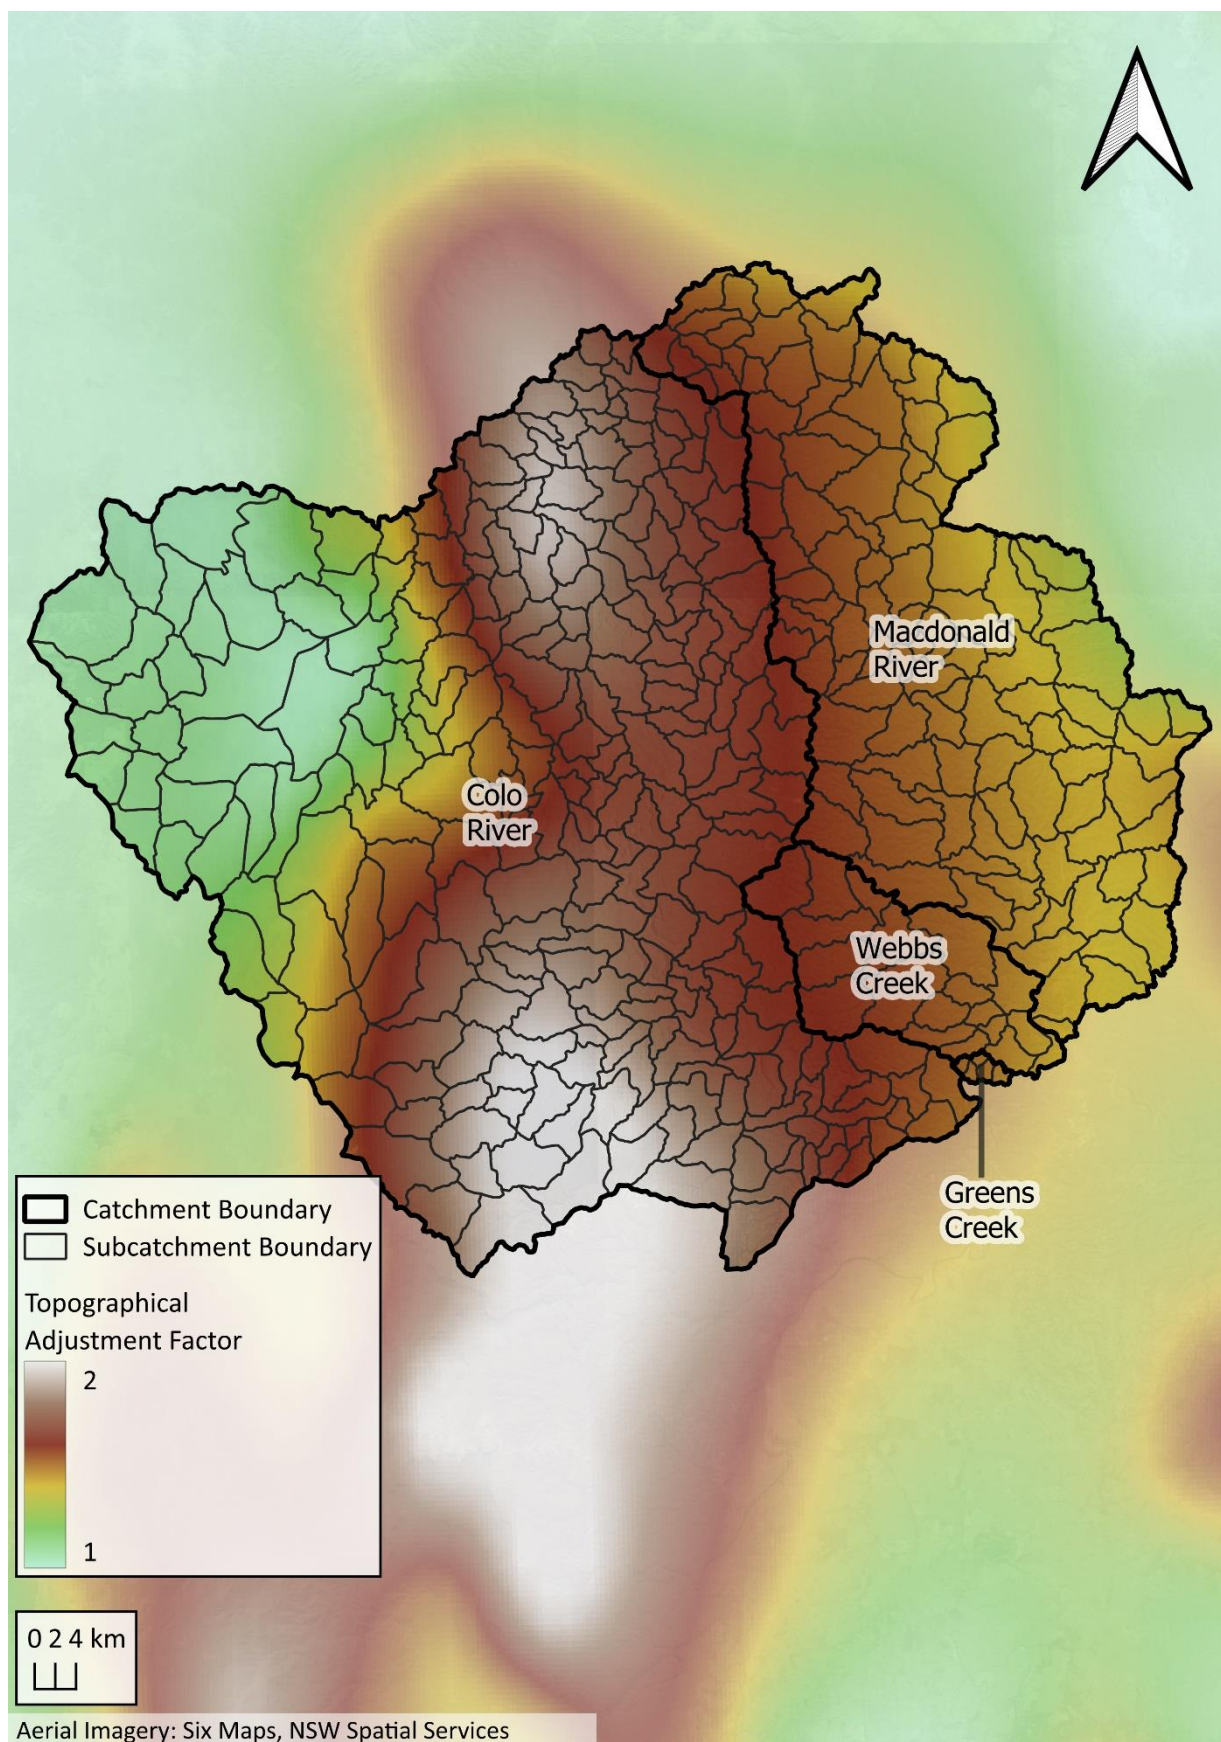 Macdonald
River
Colo
River
Webbs
Creek
Greens
Creek
Catchment Boundary
Subcatchment Boundary
Topographical
Adjustment Factor
2
1
0 2 4 km
Aerial Imagery: Six Maps, NSW Spatial Services